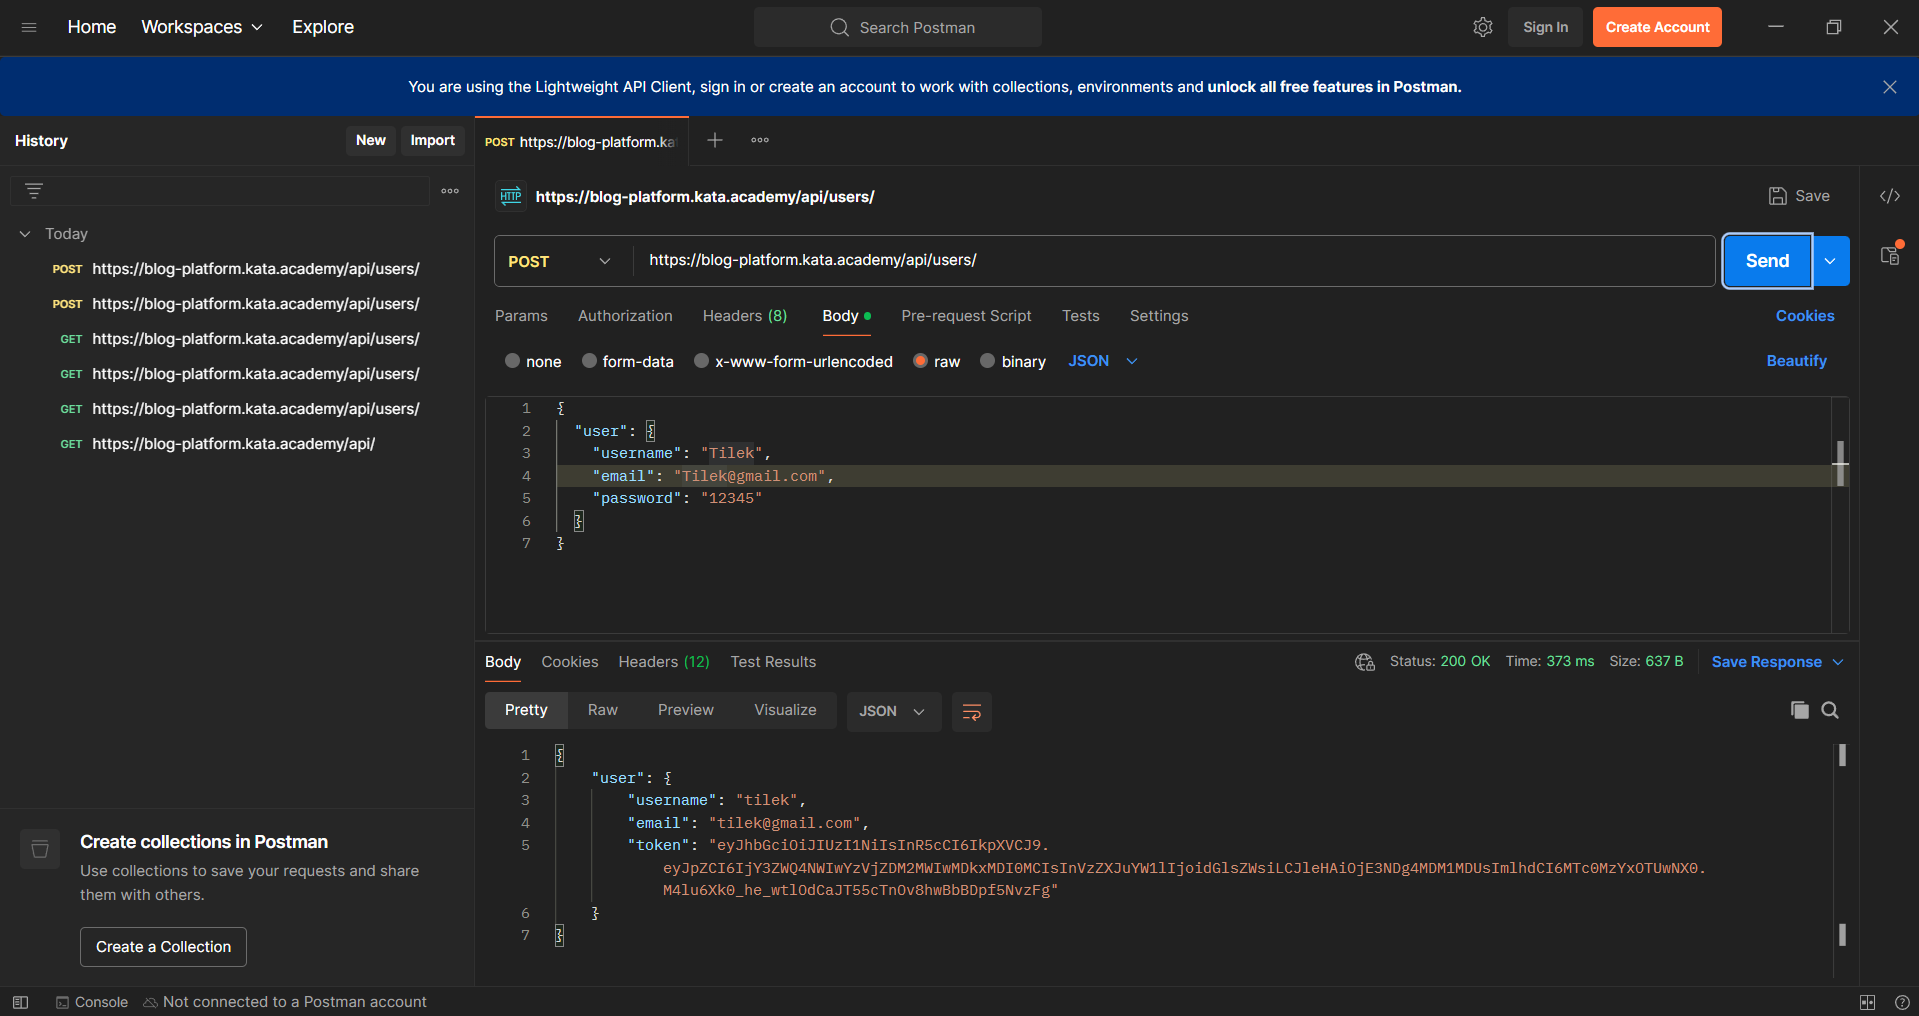 Home Workspaces Explore
Search Postman
Sign In Create Account
You are using the Lightweight API Client, sign in or create an account to work with collections, environments and unlock all free features in Postman.
History New Import
POST https://blog-platform.ka
HTTP https://blog-platform.kata.academy/api/users/
Save
Today
POST https://blog-platform.kata.academy/api/users/
POST https://blog-platform.kata.academy/api/users/
GET https://blog-platform.kata.academy/api/users/
GET https://blog-platform.kata.academy/api/users/
GET https://blog-platform.kata.academy/api/users/
GET https://blog-platform.kata.academy/api/
POST https://blog-platform.kata.academy/api/users/ Send
Params Authorization Headers (8) Body Pre-request Script Tests Settings Cookies
none form-data x-www-form-urlencoded raw binary JSON Beautify
1 {
2 "user": {
3 "username": "Tilek",
4 "email": "Tilek@gmail.com",
5 "password": "12345"
6 }
7 }
Body Cookies Headers (12) Test Results Status: 200 OK Time: 373 ms Size: 637 B Save Response
Pretty Raw Preview Visualize JSON
1 {
2 "user": {
3 "username": "tilek",
4 "email": "tilek@gmail.com",
5 "token": "eyJhbGciOiJIUzI1NiIsInR5cCI6IkpXVCJ9.
eyJpZCI6IjY3ZWQ4NWIwYzVjZDM2MWIwMDkxMDI0MCIsInVzZXJuYW1lIjoidGlsZWsiLCJleHAiOjE3NDg4MDM1MDUsImlhdCI6MTc0MzYxOTUwNX0.
M4lu6Xk0_he_wtlOdCaJT55cTnOv8hwBbBDpf5NvzFg"
6 }
7 }
Create collections in Postman
Use collections to save your requests and share
them with others.
Create a Collection
Console Not connected to a Postman account